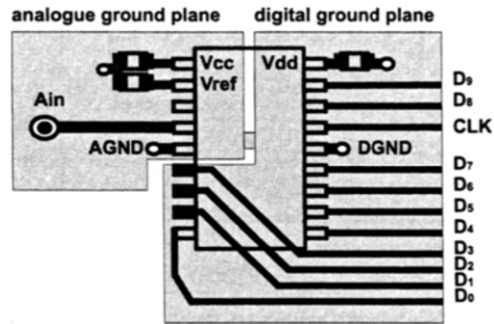 analogue ground plane digital ground plane
Vcc Vdd
Vref
Ain
AGND
DGND
D9
D8
CLK
D7
D6
D5
D4
D3
D2
D1
D0